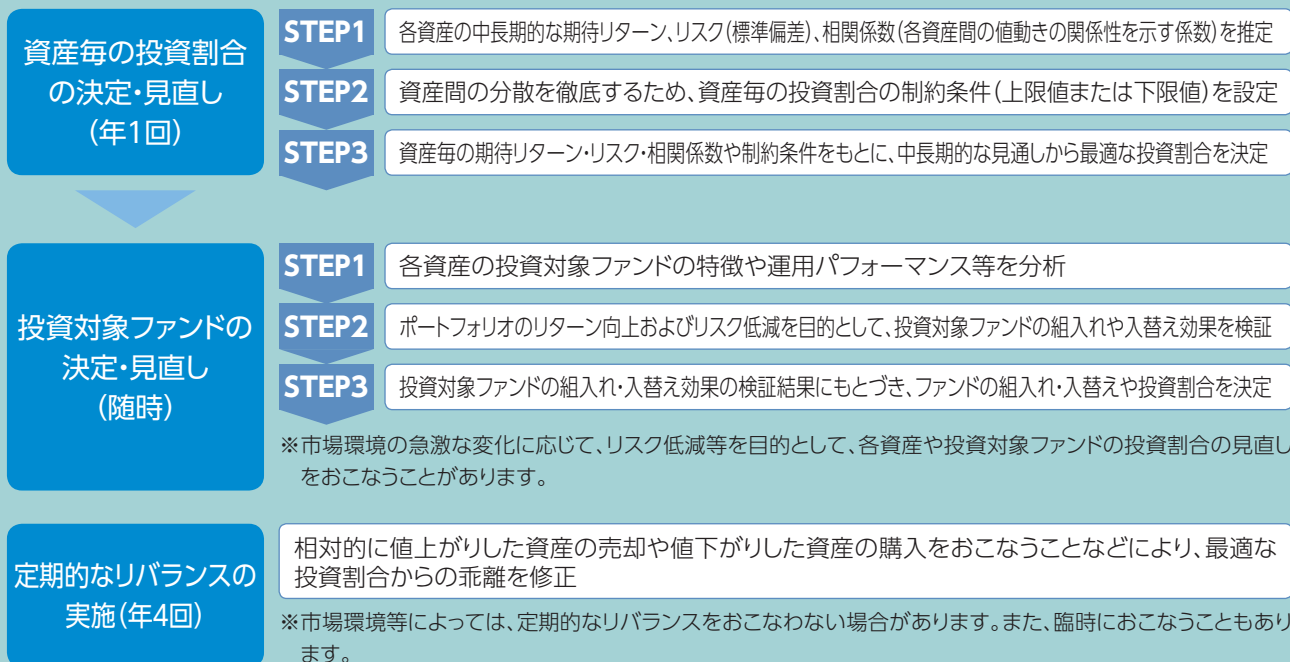 資産毎の投資割合
の決定・見直し
(年1回)
STEP1
各資産の中長期的な期待リターン、リスク(標準偏差)、相関係数(各資産間の値動きの関係性を示す係数)を推定
STEP2
資産間の分散を徹底するため、資産毎の投資割合の制約条件(上限値または下限値)を設定
STEP3
資産毎の期待リターン・リスク・相関係数や制約条件をもとに、中長期的な見通しから最適な投資割合を決定
投資対象ファンドの
決定・見直し
(随時)
STEP1
各資産の投資対象ファンドの特徴や運用パフォーマンス等を分析
STEP2
ポートフォリオのリターン向上およびリスク低減を目的として、投資対象ファンドの組入れや入替え効果を検証
STEP3
投資対象ファンドの組入れ・入替え効果の検証結果にもとづき、ファンドの組入れ・入替えや投資割合を決定
※市場環境の急激な変化に応じて、リスク低減等を目的として、各資産や投資対象ファンドの投資割合の見直し
をおこなうことがあります。
定期的なリバランスの
実施(年4回)
相対的に値上がりした資産の売却や値下がりした資産の購入をおこなうことなどにより、最適な
投資割合からの乖離を修正
※市場環境等によっては、定期的なリバランスをおこなわない場合があります。また、臨時におこなうこともあり
ます。